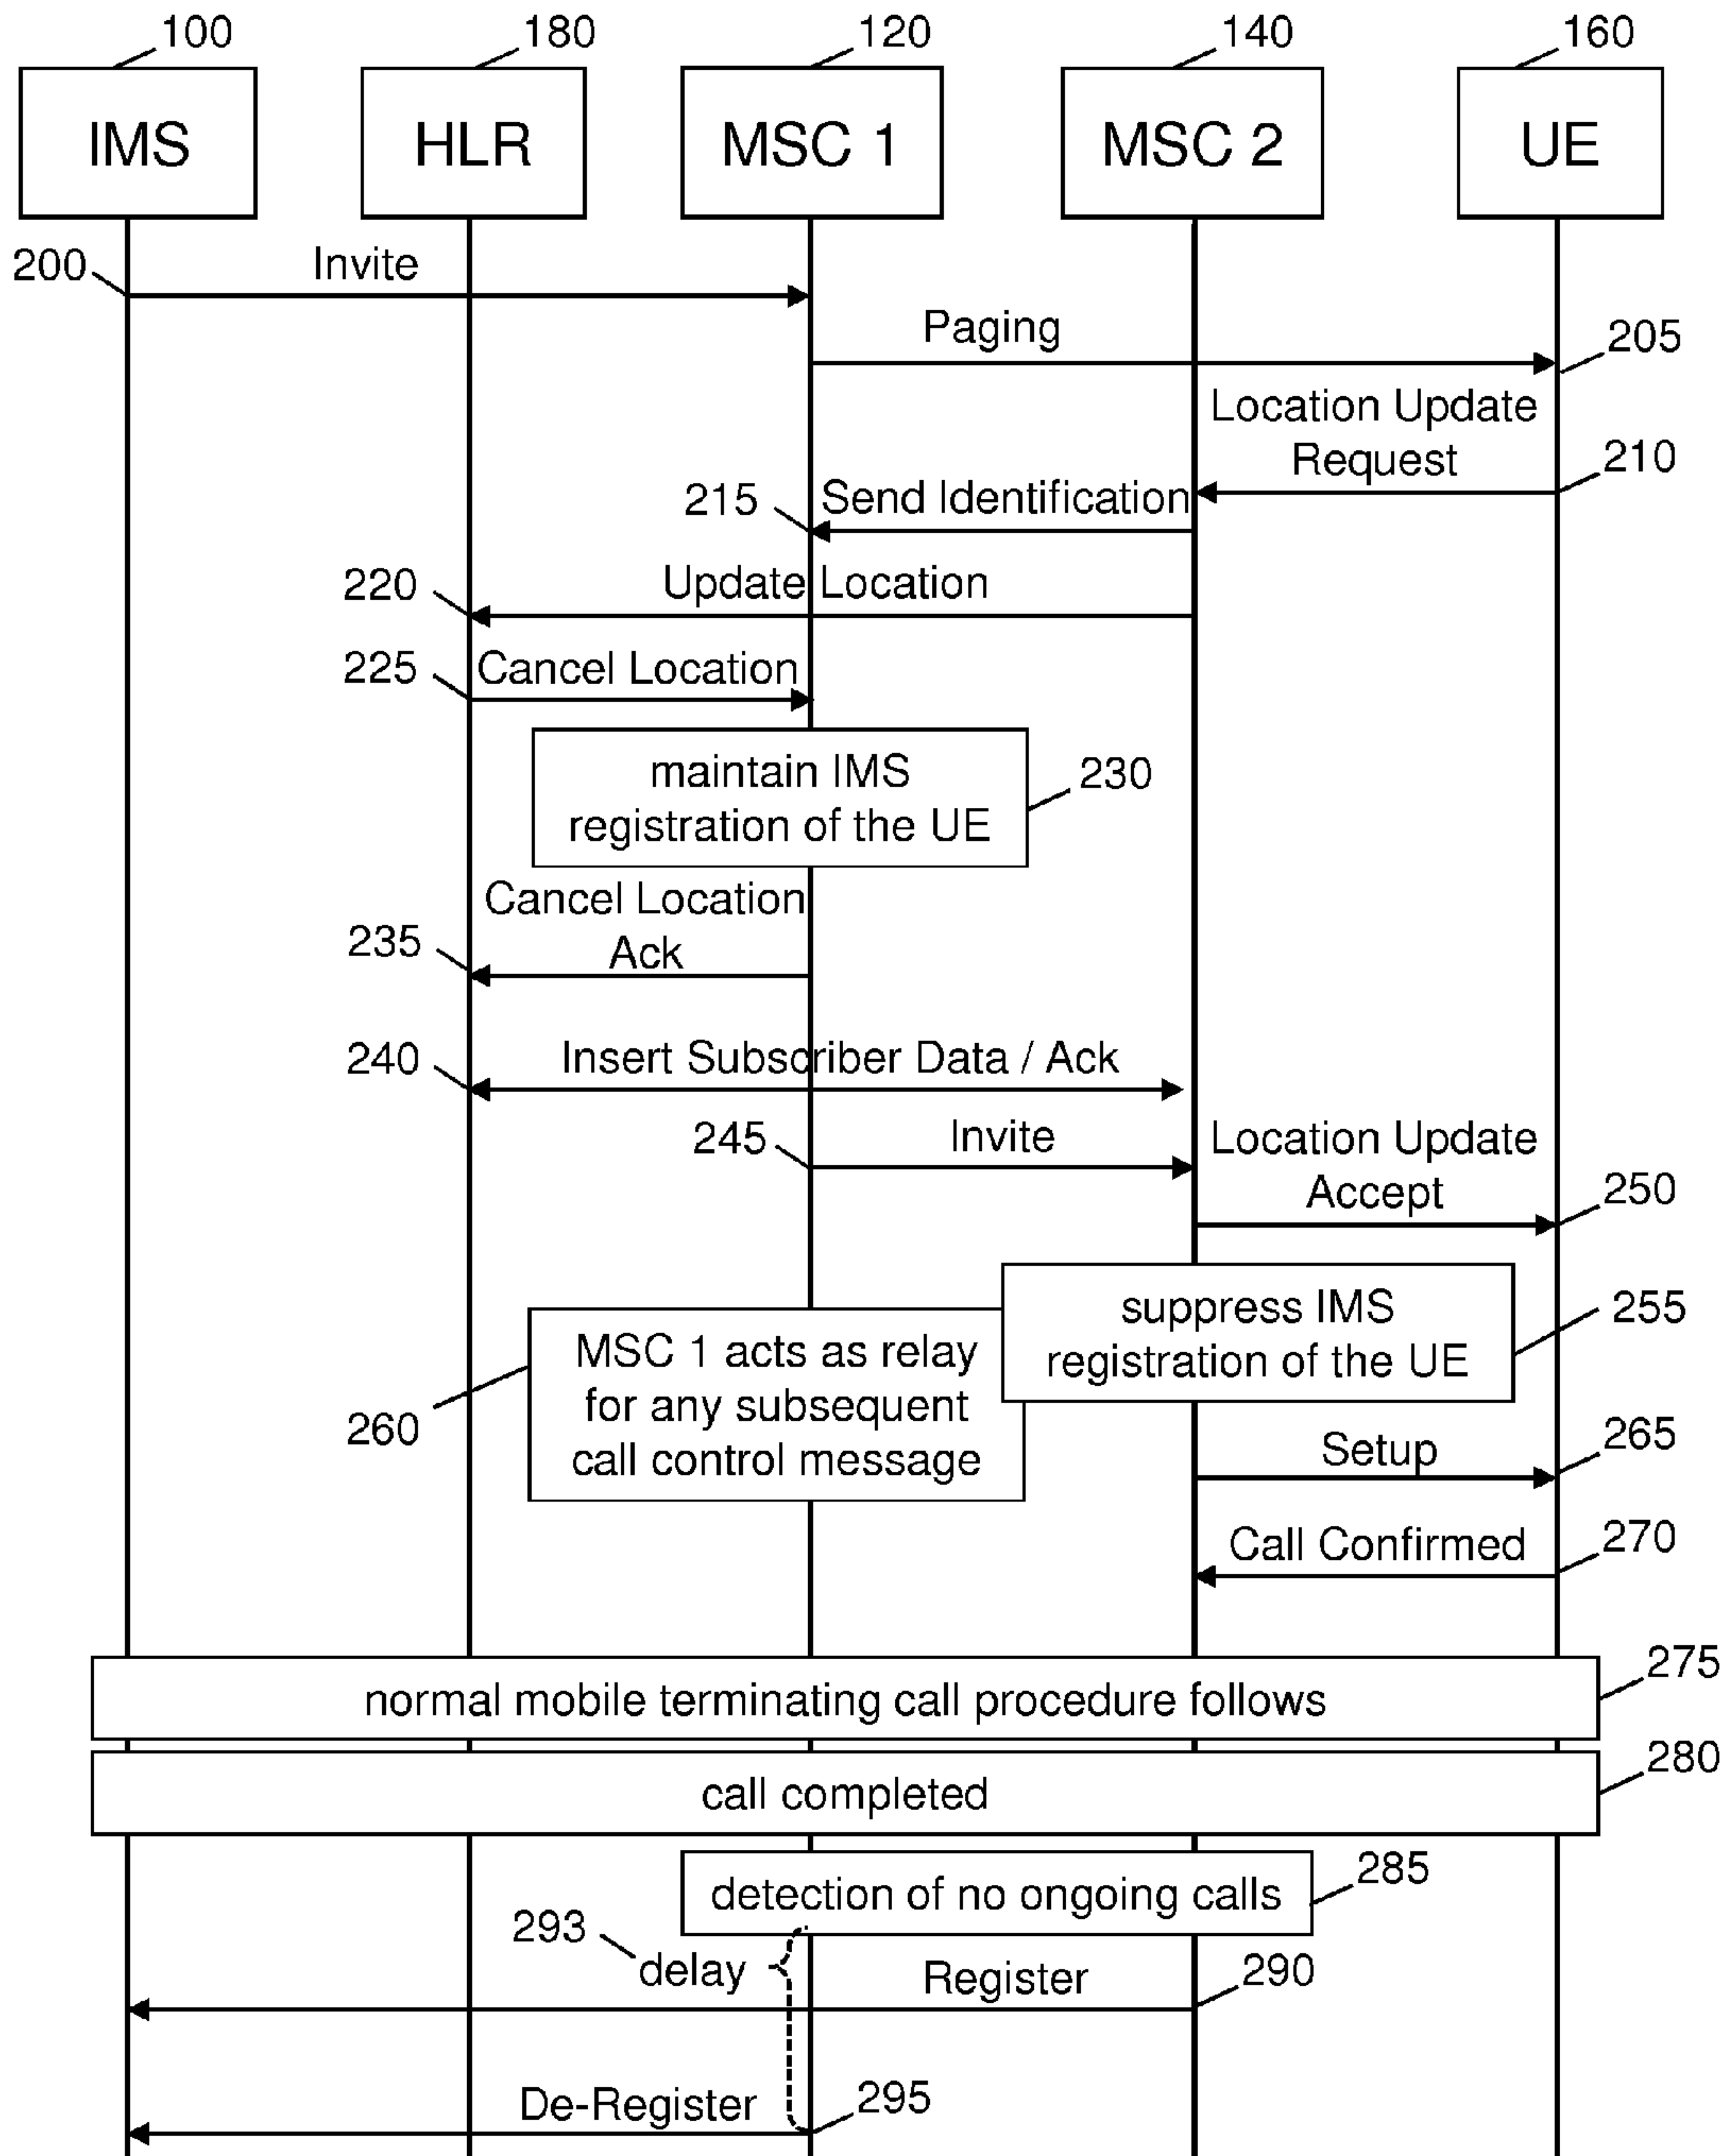 100
180
120
140
160
IMS
HLR
MSC 1
MSC 2
UE
200
Invite
Paging
205
Location Update
Request
210
215
Send Identification
220
Update Location
225
Cancel Location
maintain IMS
registration of the UE
230
Cancel Location
Ack
235
240
Insert Subscriber Data / Ack
245
Invite
Location Update
Accept
250
suppress IMS
registration of the UE
255
MSC 1 acts as relay
for any subsequent
call control message
260
Setup
265
Call Confirmed
270
normal mobile terminating call procedure follows
275
call completed
280
detection of no ongoing calls
285
293
delay
Register
290
De-Register
295